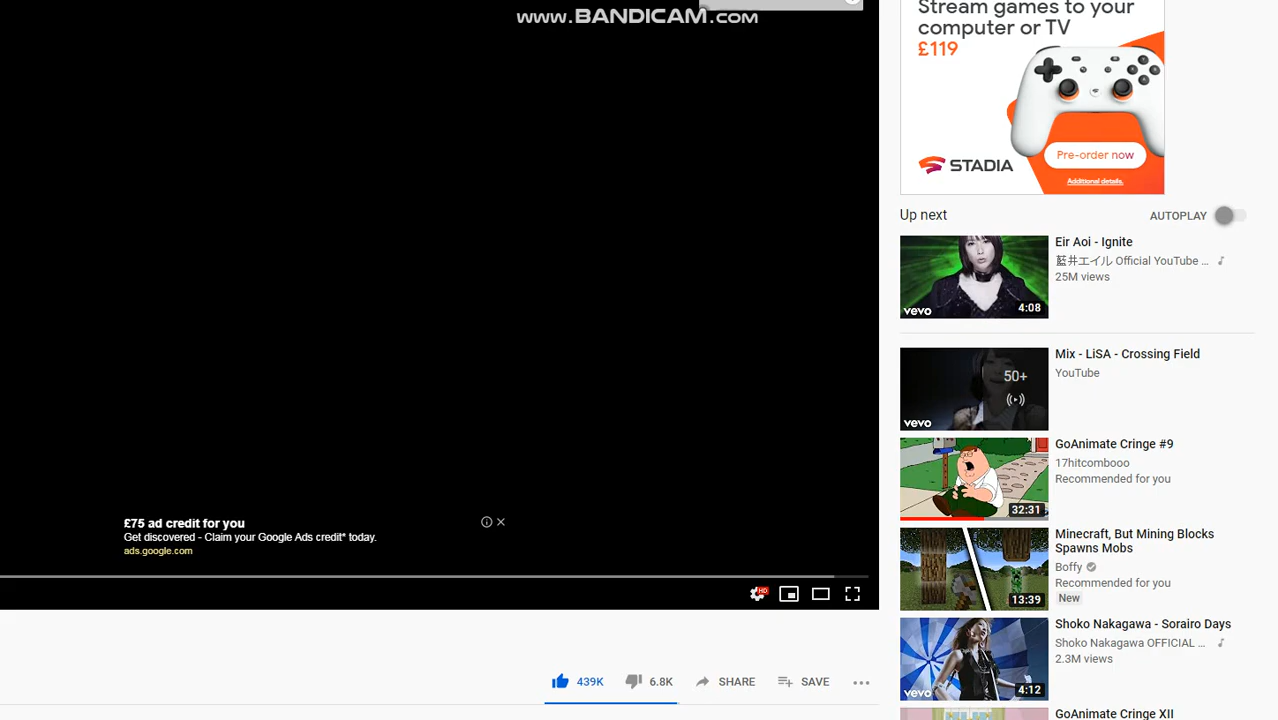 www.BANDICAM.com
Stream games to your
computer or TV
£119
STADIA
Pre-order now
Additional details.
Up next
AUTOPLAY
vevo
4:08
Eir Aoi - Ignite
藍井エイル Official YouTube ...
25M views
50+
vevo
Mix - LiSA - Crossing Field
YouTube
32:31
GoAnimate Cringe #9
17hitcombooo
Recommended for you
13:39
Minecraft, But Mining Blocks
Spawns Mobs
Boffy
Recommended for you
New
vevo
4:12
Shoko Nakagawa - Sorairo Days
Shoko Nakagawa OFFICIAL ...
2.3M views
GoAnimate Cringe XII
£75 ad credit for you
Get discovered - Claim your Google Ads credit* today.
ads.google.com
HD
439K
6.8K
SHARE
SAVE